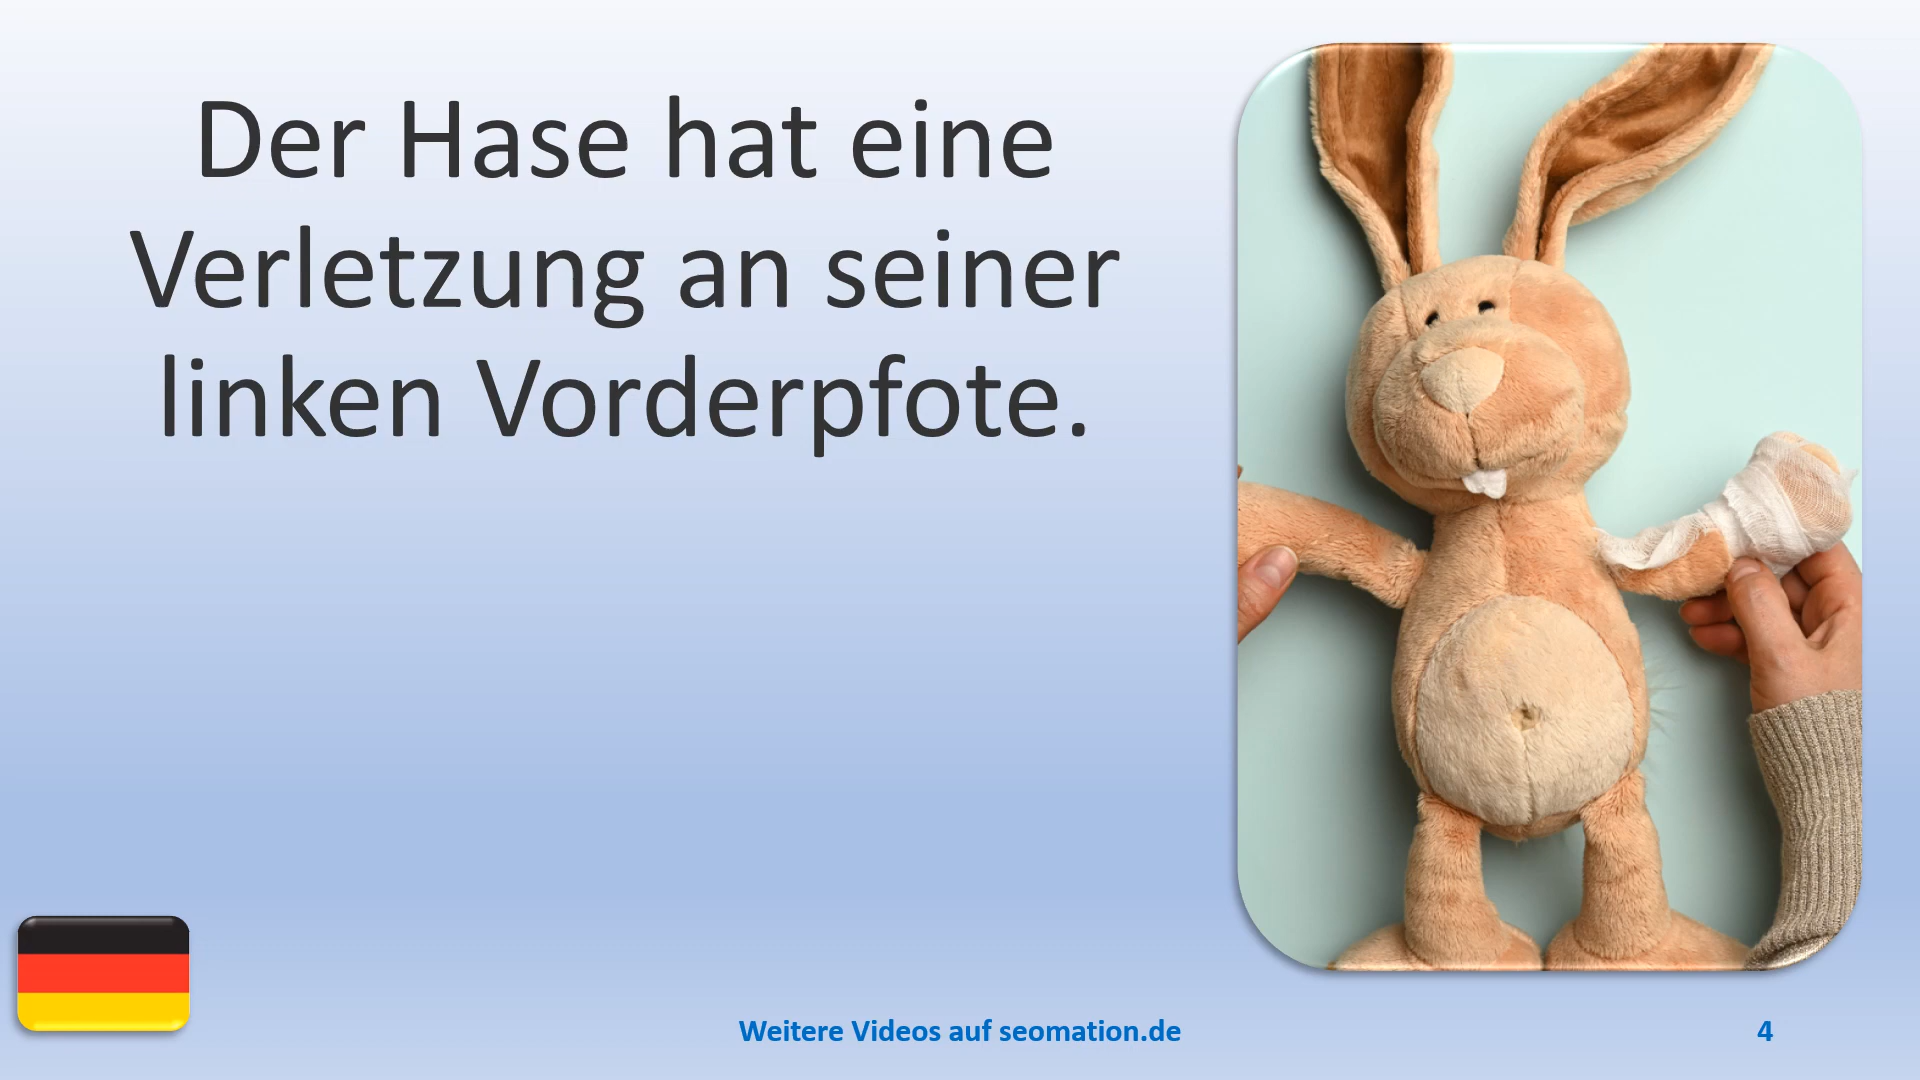 Der Hase hat eine
Verletzung an seiner
linken Vorderpfote.
Weitere Videos auf seomation.de
4